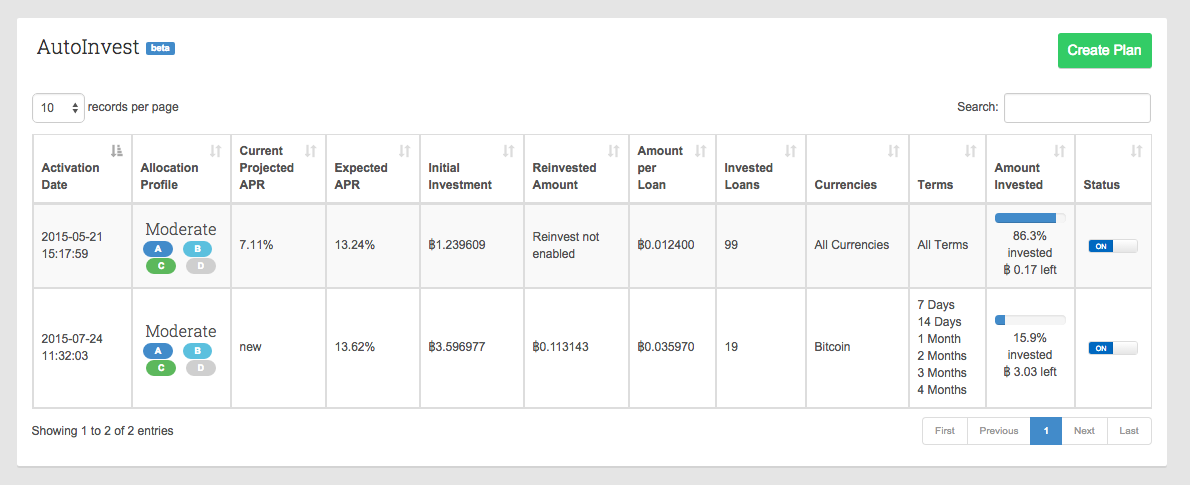 AutoInvest beta
Create Plan
10 records per page
Search:
Activation Date
Allocation Profile
Current Projected APR
Expected APR
Initial Investment
Reinvested Amount
Amount per Loan
Invested Loans
Currencies
Terms
Amount Invested
Status
2015-05-21
15:17:59
Moderate
A B
C D
7.11%
13.24%
฿1.239609
Reinvest not
enabled
฿0.012400
99
All Currencies
All Terms
86.3%
invested
฿ 0.17 left
ON
2015-07-24
11:32:03
Moderate
A B
C D
new
13.62%
฿3.596977
฿0.113143
฿0.035970
19
Bitcoin
7 Days
14 Days
1 Month
2 Months
3 Months
4 Months
15.9%
invested
฿ 3.03 left
ON
Showing 1 to 2 of 2 entries
First Previous 1 Next Last